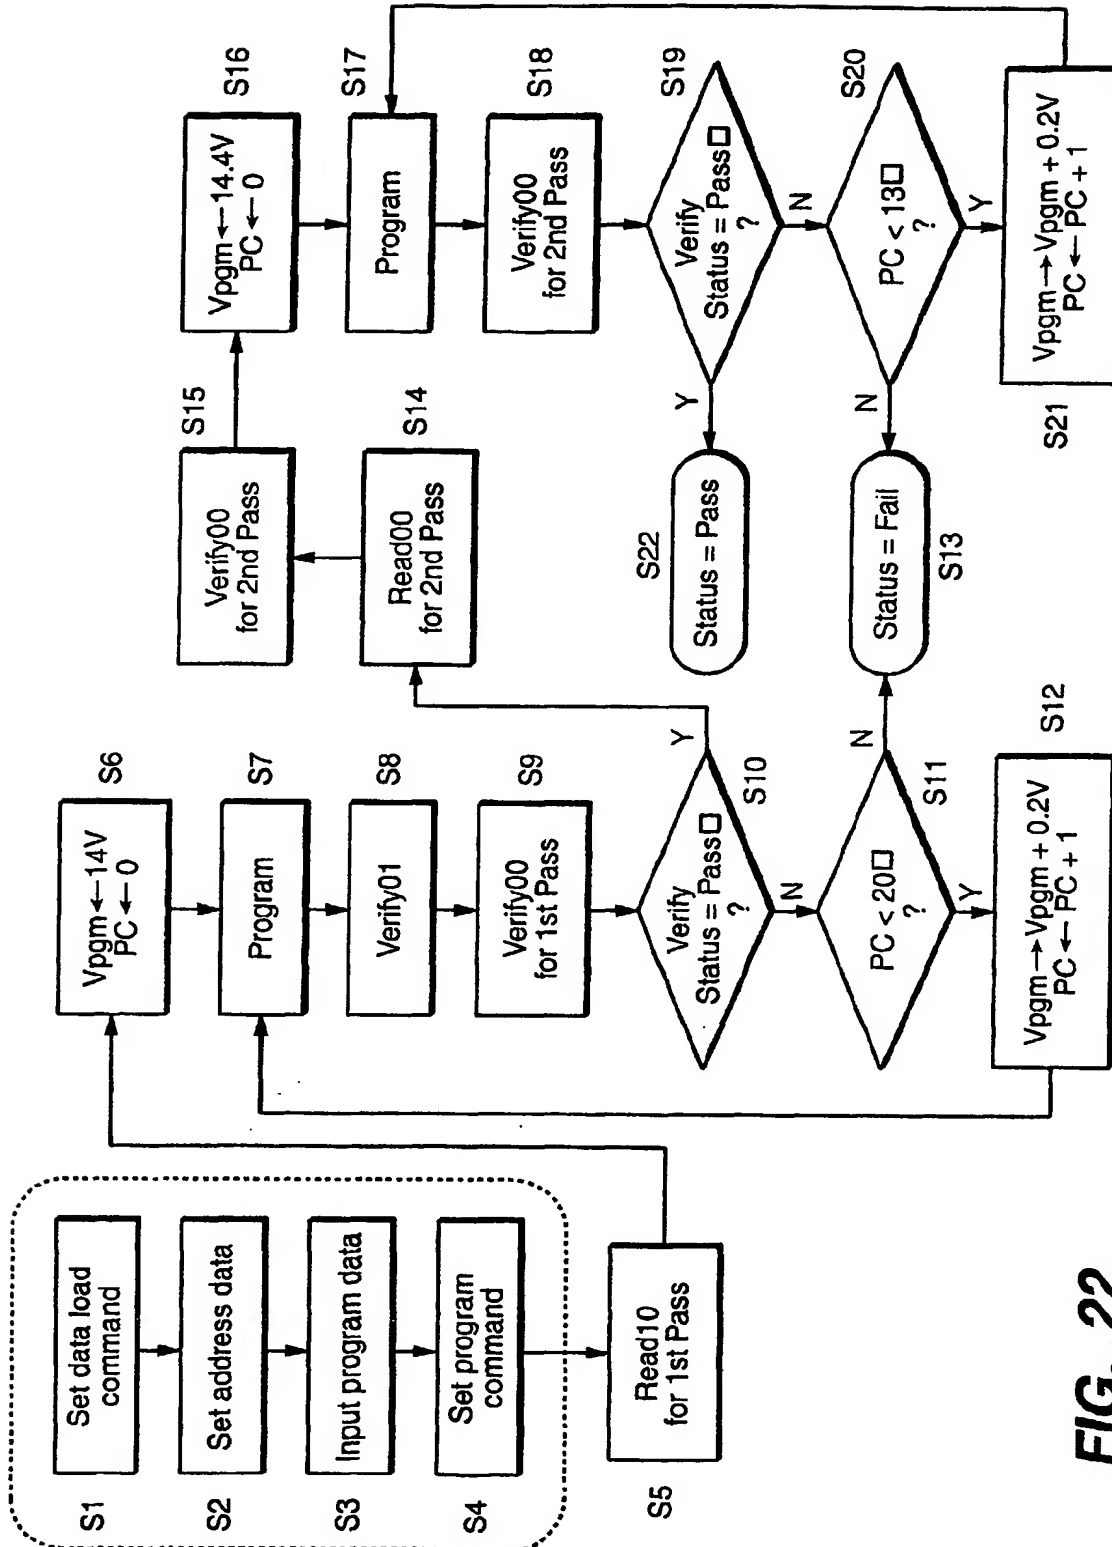 S1
Set data load
command
S2
Set address data
S3
Input program data
S4
Set program
command
S5
Read10
for 1st Pass
S6
Vpgm←14V
PC ← 0
S7
Program
S8
Verify01
S9
Verify00
for 1st Pass
S10
Verify
Status = Pass□
?
Y
N
S11
PC < 20□
?
N
Y
S12
Vpgm→Vpgm + 0.2V
PC ← PC + 1
S13
Status = Fail
S14
Read00
for 2nd Pass
S15
Verify00
for 2nd Pass
S16
Vpgm←14.4V
PC ← 0
S17
Program
S18
Verify00
for 2nd Pass
S19
Verify
Status = Pass□
?
Y
N
S20
PC < 13□
?
N
Y
S21
Vpgm→Vpgm + 0.2V
PC ← PC + 1
S22
Status = Pass
FIG. 22